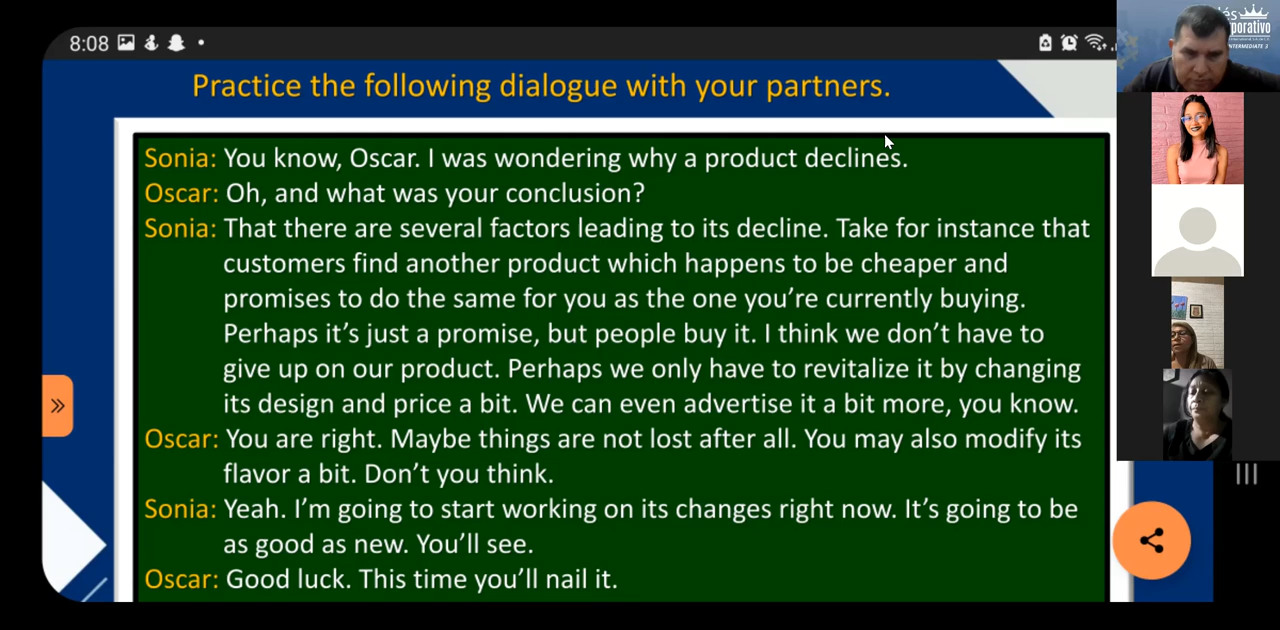 8:08
Practice the following dialogue with your partners.
Sonia: You know, Oscar. I was wondering why a product declines.
Oscar: Oh, and what was your conclusion?
Sonia: That there are several factors leading to its decline. Take for instance that
customers find another product which happens to be cheaper and
promises to do the same for you as the one you’re currently buying.
Perhaps it’s just a promise, but people buy it. I think we don’t have to
give up on our product. Perhaps we only have to revitalize it by changing
its design and price a bit. We can even advertise it a bit more, you know.
Oscar: You are right. Maybe things are not lost after all. You may also modify its
flavor a bit. Don’t you think.
Sonia: Yeah. I’m going to start working on its changes right now. It’s going to be
as good as new. You’ll see.
Oscar: Good luck. This time you’ll nail it.
és
porativo
NTERMEDIATE 3